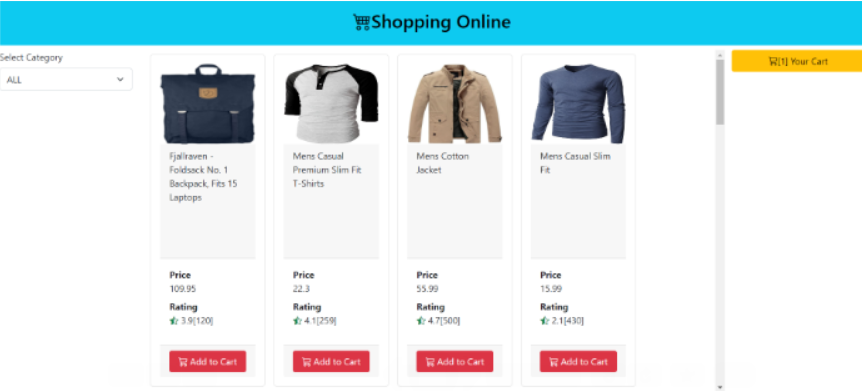 Shopping Online
Select Category
ALL
[1] Your Cart
Fjallraven -
Foldsack No. 1
Backpack, Fits 15
Laptops
Price
109.95
Rating
3.9[120]
Add to Cart
Mens Casual
Premium Slim Fit
T-Shirts
Price
22.3
Rating
4.1[259]
Add to Cart
Mens Cotton
Jacket
Price
55.99
Rating
4.7[500]
Add to Cart
Mens Casual Slim
Fit
Price
15.99
Rating
2.1[430]
Add to Cart